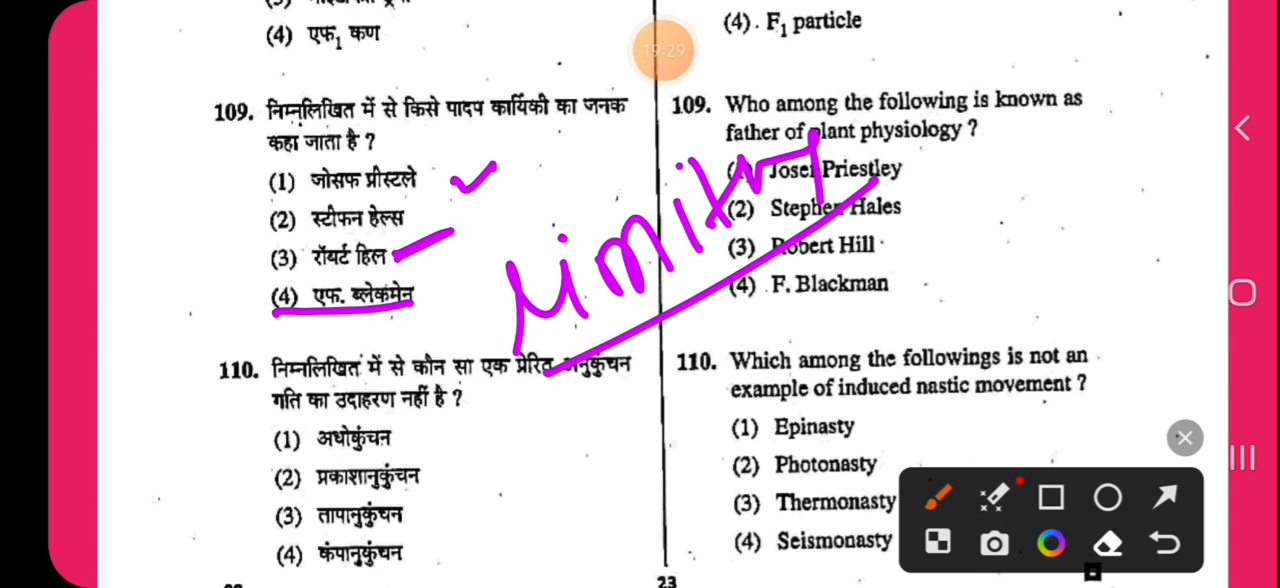 (4) एफ1 कण
109. निम्नलिखित में से किसे पादप कार्यिकी का जनक
कहा जाता है ?
(1) जोसफ प्रीस्टले
(2) स्टीफन हेल्स
(3) रॉबर्ट हिल
(4) एफ. ब्लेकमेन
110. निम्नलिखित में से कौन सा एक प्रेरित अनुकुंचन
गति का उदाहरण नहीं है ?
(1) अधोकुंचन
(2) प्रकाशानुकुंचन
(3) तापानुकुंचन
(4) कंपानुकुंचन
19:29
(4). F1 particle
109. Who among the following is known as
father of plant physiology ?
(1) Josef Priestley
(2) Stephen Hales
(3) Robert Hill
(4) F. Blackman
110. Which among the followings is not an
example of induced nastic movement ?
(1) Epinasty
(2) Photonasty
(3) Thermonasty
(4) Seismonasty
23